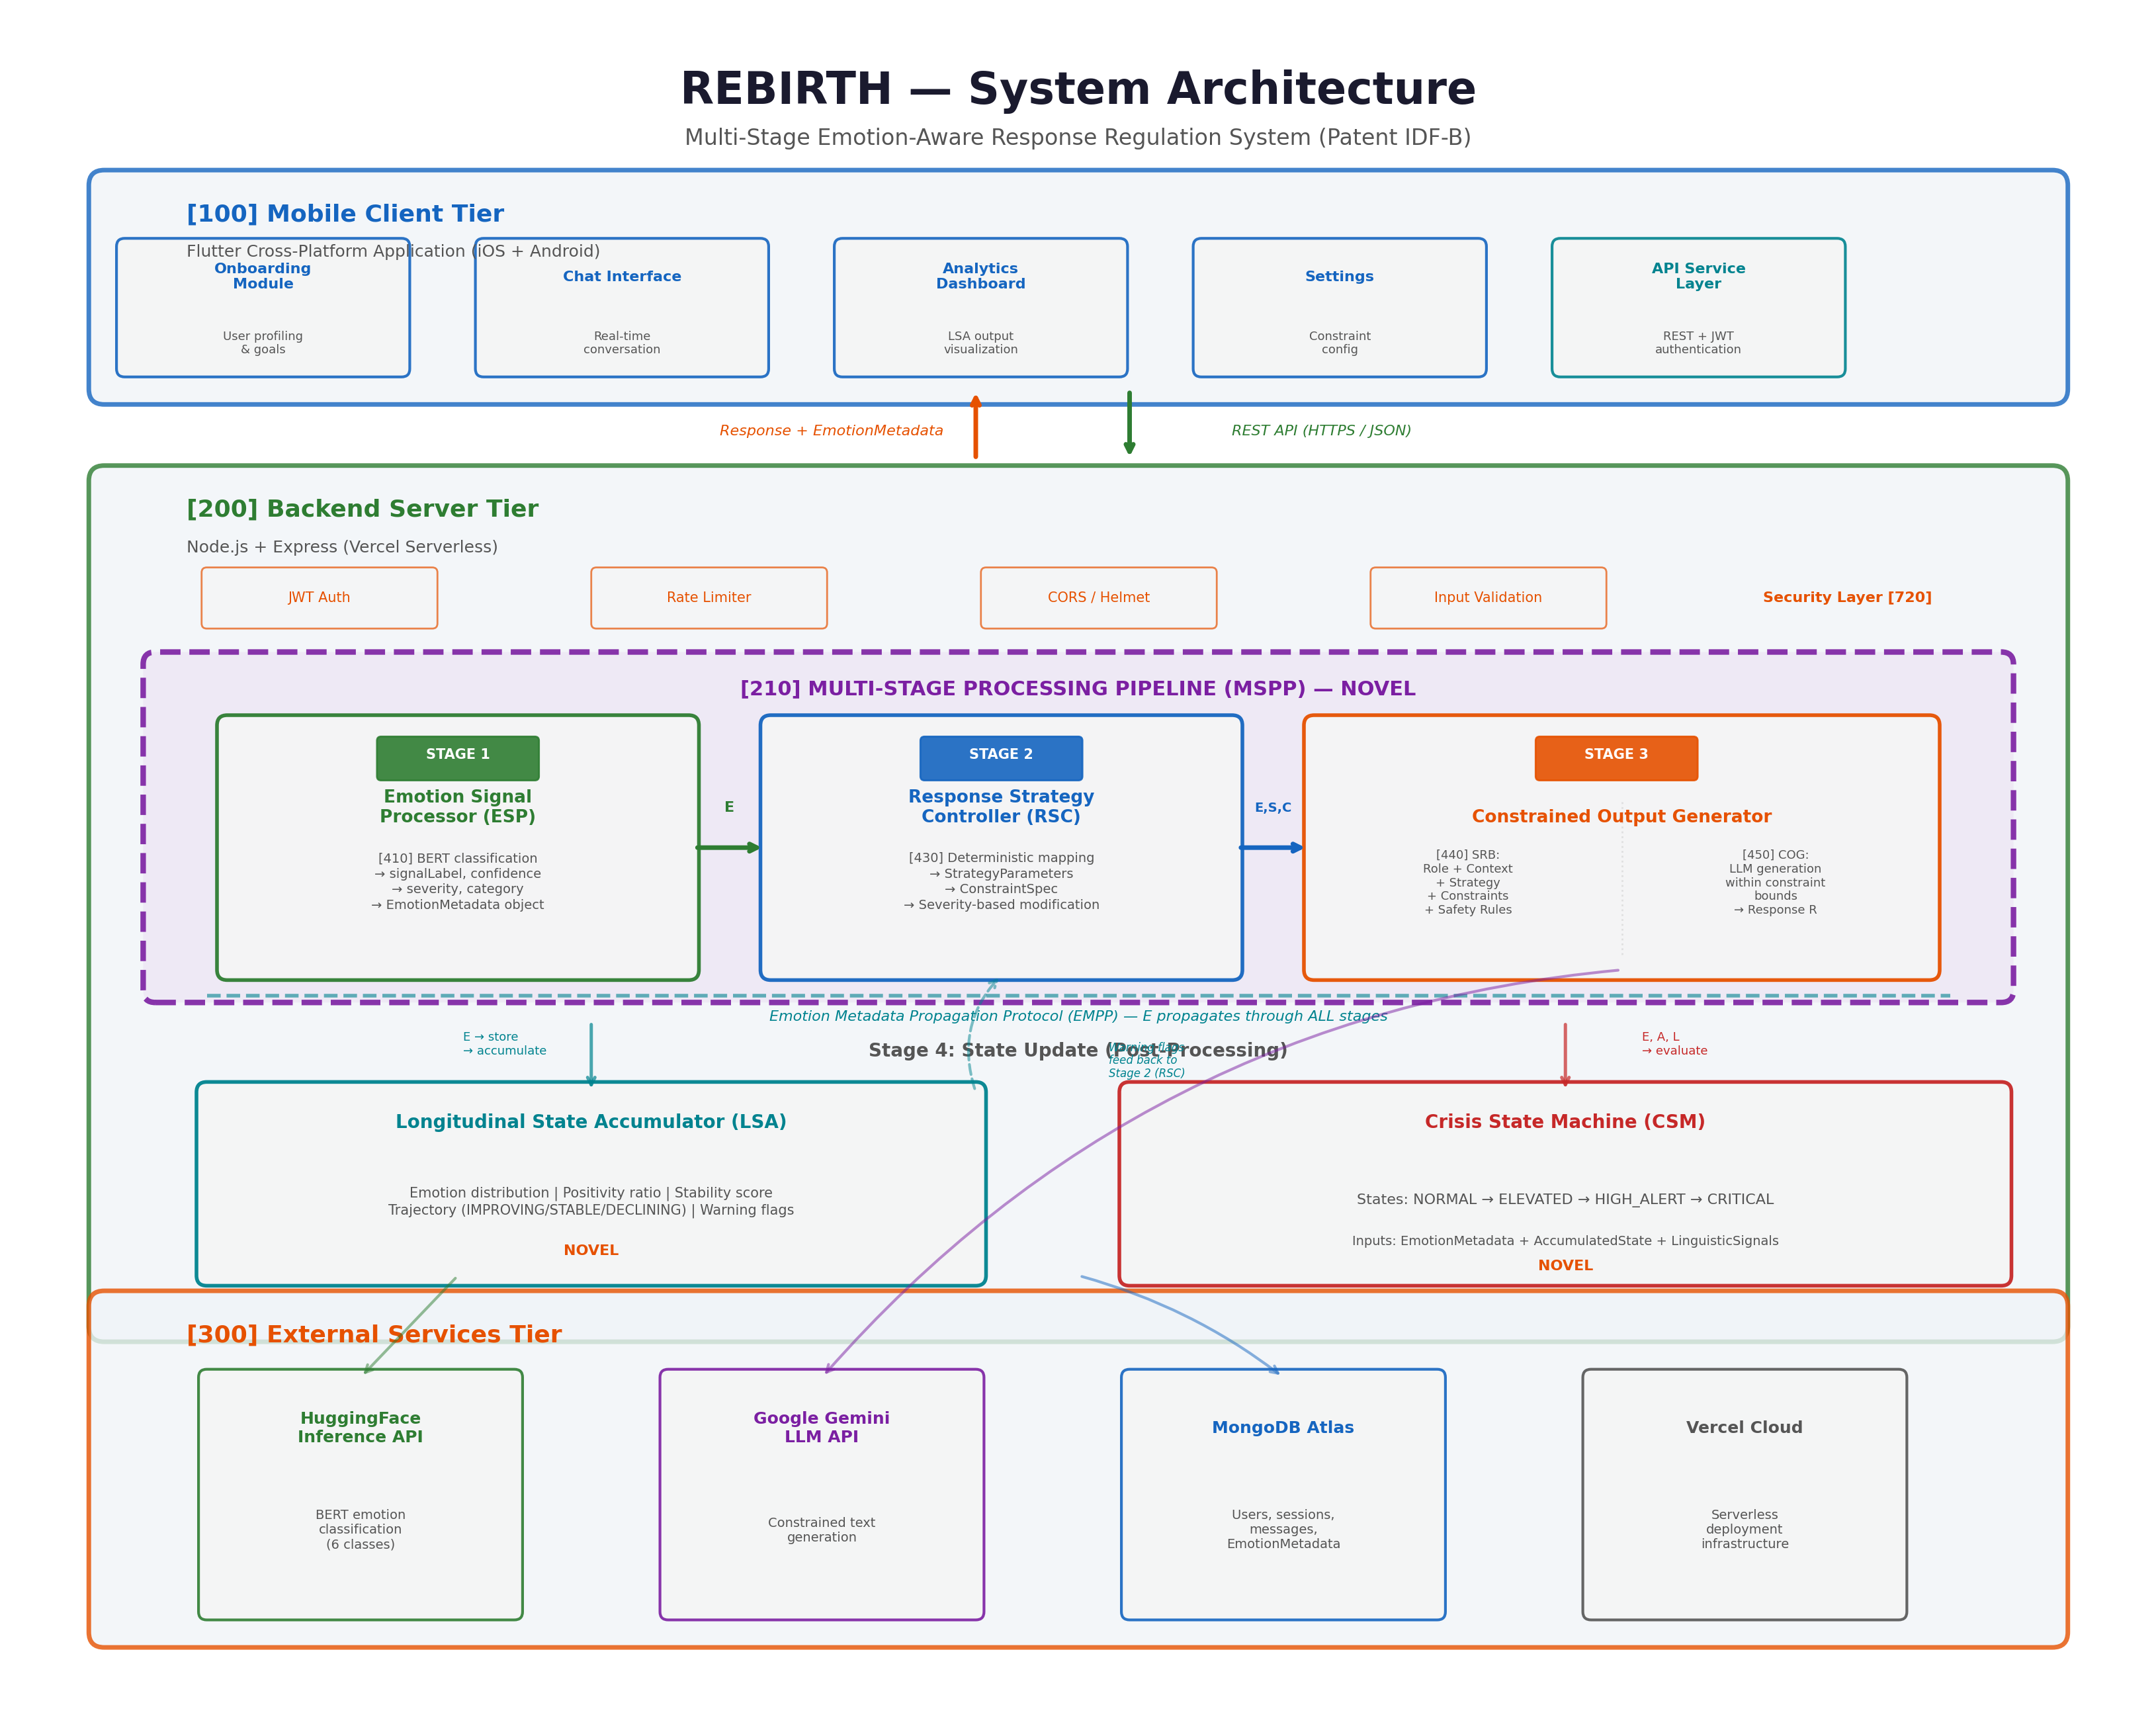 REBIRTH — System Architecture
Multi-Stage Emotion-Aware Response Regulation System (Patent IDF-B)
[100] Mobile Client Tier
Flutter Cross-Platform Application (iOS + Android)
Onboarding
Module
User profiling
& goals
Chat Interface
Real-time
conversation
Analytics
Dashboard
LSA output
visualization
Settings
Constraint
config
API Service
Layer
REST + JWT
authentication
Response + EmotionMetadata
REST API (HTTPS / JSON)
[200] Backend Server Tier
Node.js + Express (Vercel Serverless)
JWT Auth
Rate Limiter
CORS / Helmet
Input Validation
Security Layer [720]
[210] MULTI-STAGE PROCESSING PIPELINE (MSPP) — NOVEL
STAGE 1
Emotion Signal
Processor (ESP)
[410] BERT classification
→ signalLabel, confidence
→ severity, category
→ EmotionMetadata object
E
STAGE 2
Response Strategy
Controller (RSC)
[430] Deterministic mapping
→ StrategyParameters
→ ConstraintSpec
→ Severity-based modification
E,S,C
STAGE 3
Constrained Output Generator
[440] SRB:
Role + Context
+ Strategy
+ Constraints
+ Safety Rules
[450] COG:
LLM generation
within constraint
bounds
→ Response R
Emotion Metadata Propagation Protocol (EMPP) — E propagates through ALL stages
E → store
→ accumulate
Stage 4: State Update (Post-Processing)
Warning flags
feed back to
Stage 2 (RSC)
E, A, L
→ evaluate
Longitudinal State Accumulator (LSA)
Emotion distribution | Positivity ratio | Stability score
Trajectory (IMPROVING/STABLE/DECLINING) | Warning flags
NOVEL
Crisis State Machine (CSM)
States: NORMAL → ELEVATED → HIGH_ALERT → CRITICAL
Inputs: EmotionMetadata + AccumulatedState + LinguisticSignals
NOVEL
[300] External Services Tier
HuggingFace
Inference API
BERT emotion
classification
(6 classes)
Google Gemini
LLM API
Constrained text
generation
MongoDB Atlas
Users, sessions,
messages,
EmotionMetadata
Vercel Cloud
Serverless
deployment
infrastructure